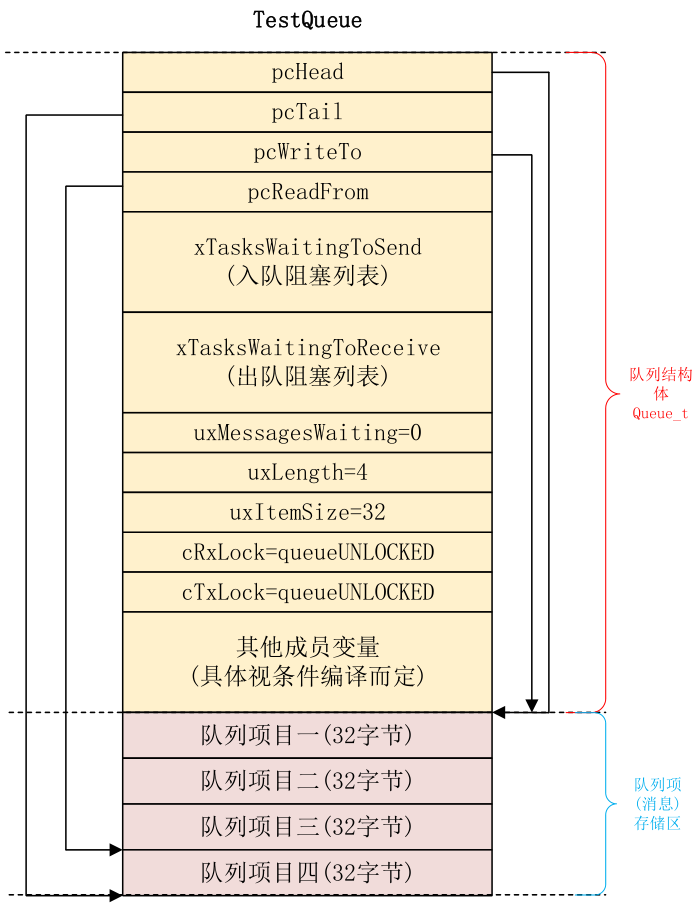 TestQueue
pcHead
pcTail
pcWriteTo
pcReadFrom
xTasksWaitingToSend
(入队阻塞列表)
xTasksWaitingToReceive
(出队阻塞列表)
uxMessagesWaiting=0
uxLength=4
uxItemSize=32
cRxLock=queueUNLOCKED
cTxLock=queueUNLOCKED
其他成员变量
(具体视条件编译而定)
队列结构
体
Queue_t
队列项目一(32字节)
队列项目二(32字节)
队列项目三(32字节)
队列项目四(32字节)
队列项
(消息)
存储区